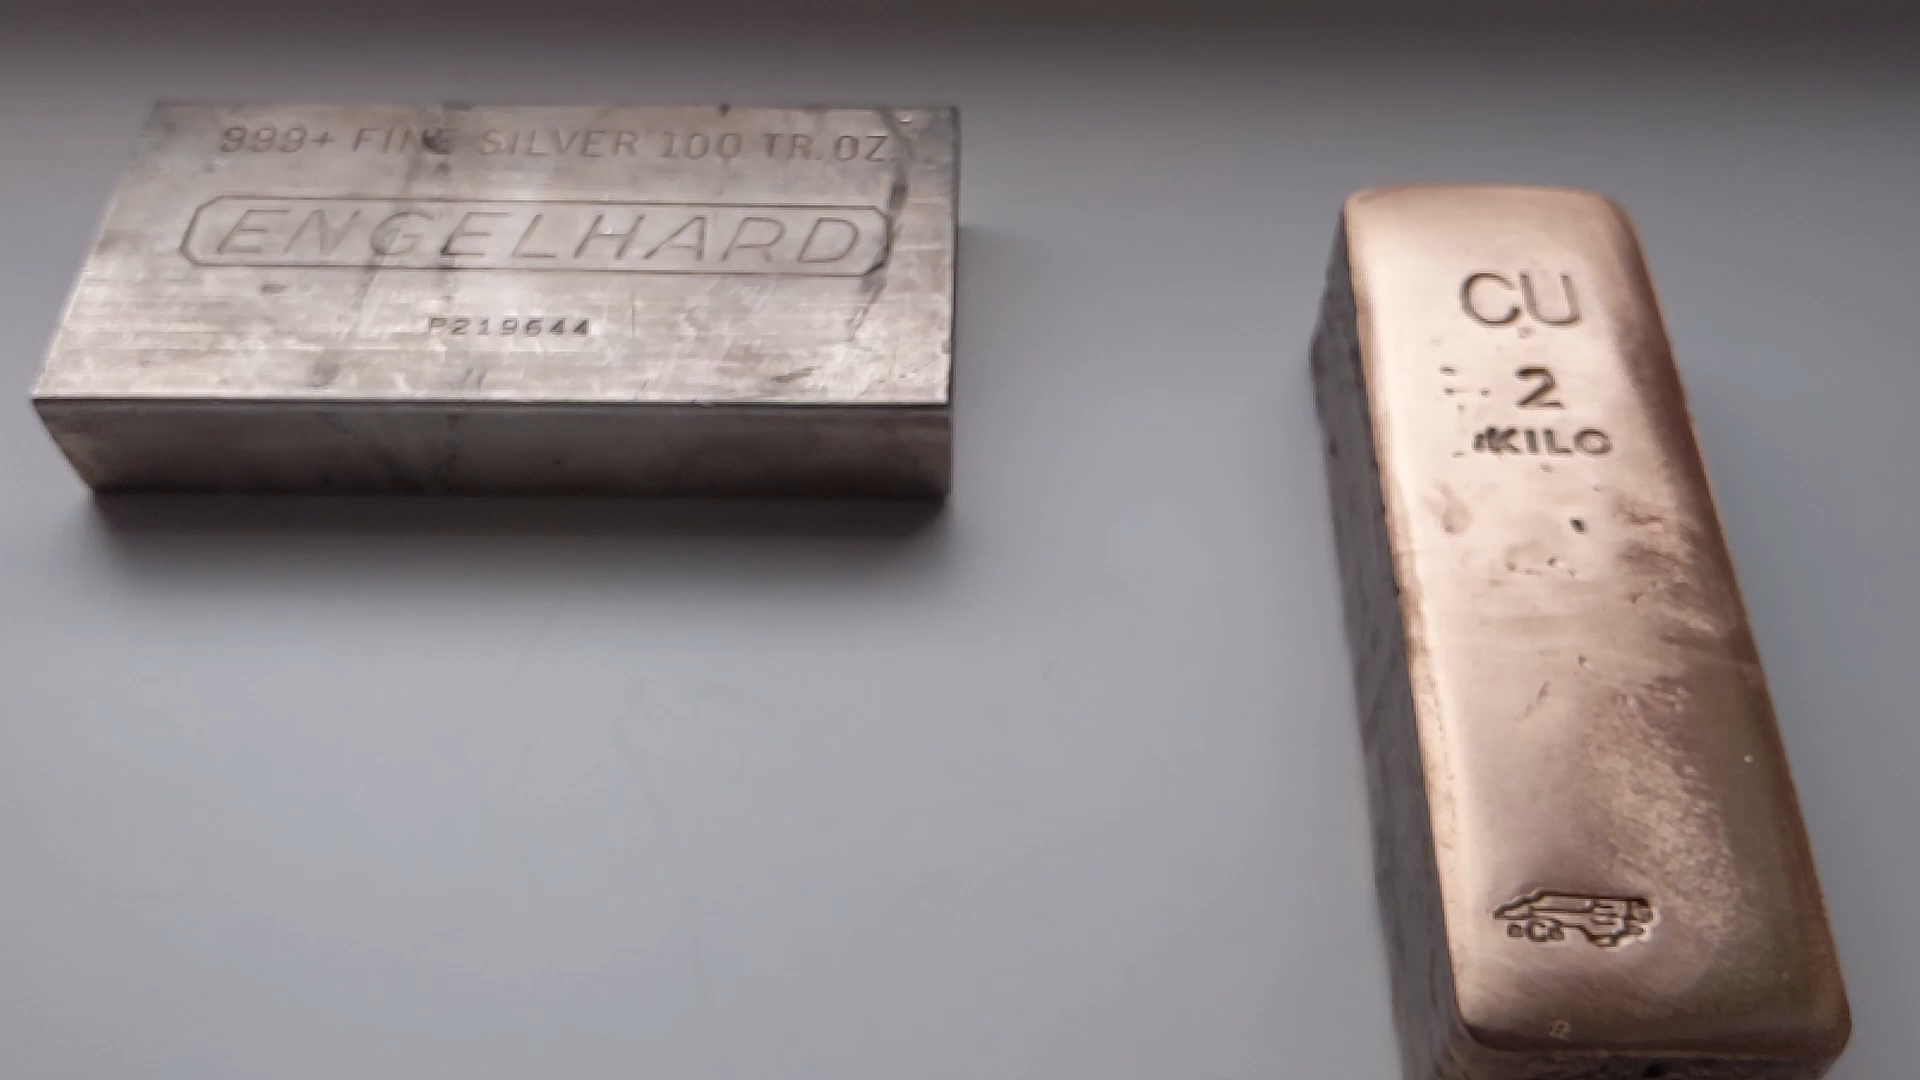 999+ FINE SILVER 100 TR. OZ.
ENGELHARD
P219644
CU
2
KILO